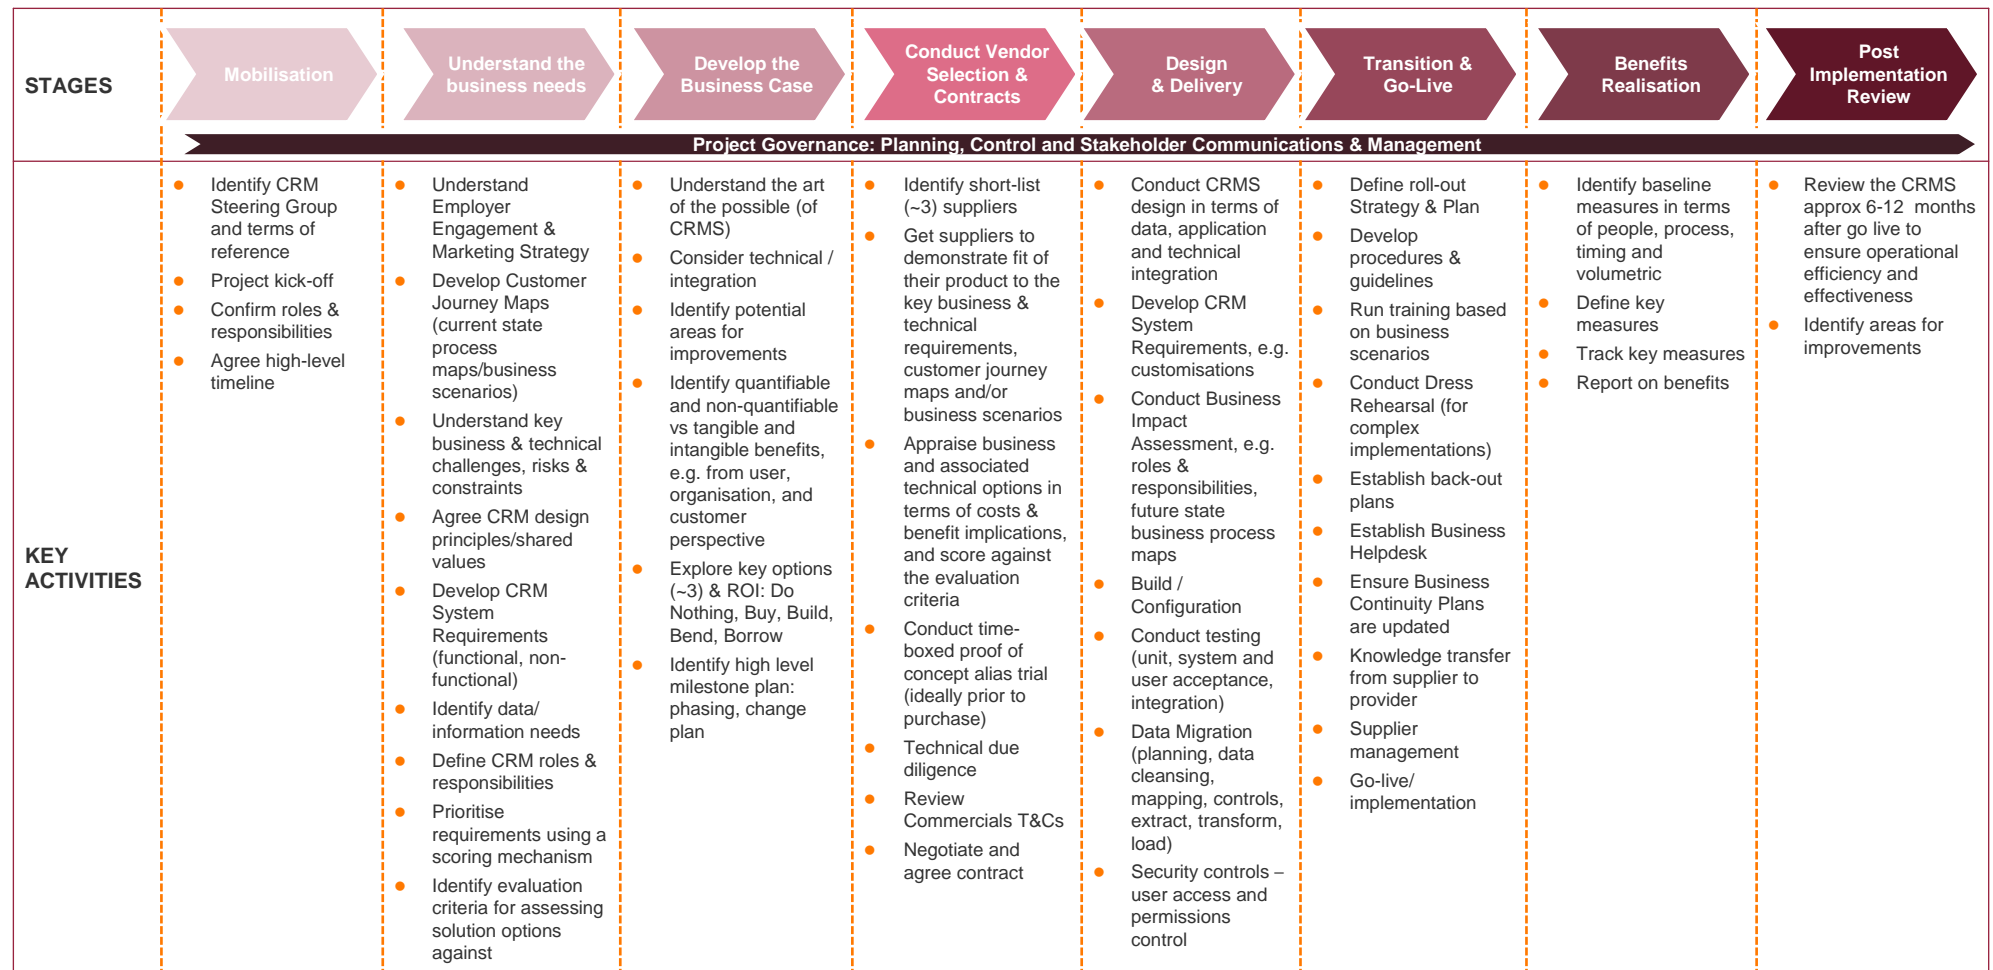 STAGES
Mobilisation
Understand the
business needs
Develop the
Business Case
Conduct Vendor
Selection &
Contracts
Design
& Delivery
Transition &
Go-Live
Benefits
Realisation
Post
Implementation
Review
Project Governance: Planning, Control and Stakeholder Communications & Management
KEY
ACTIVITIES
Identify CRM
Steering Group
and terms of
reference
Project kick-off
Confirm roles &
responsibilities
Agree high-level
timeline
Understand
Employer
Engagement &
Marketing Strategy
Develop Customer
Journey Maps
(current state
process
maps/business
scenarios)
Understand key
business & technical
challenges, risks &
constraints
Agree CRM design
principles/shared
values
Develop CRM
System
Requirements
(functional, non-
functional)
Identify data/
information needs
Define CRM roles &
responsibilities
Prioritise
requirements using a
scoring mechanism
Identify evaluation
criteria for assessing
solution options
against
Understand the art
of the possible (of
CRMS)
Consider technical /
integration
Identify potential
areas for
improvements
Identify quantifiable
and non-quantifiable
vs tangible and
intangible benefits,
e.g. from user,
organisation, and
customer
perspective
Explore key options
(~3) & ROI: Do
Nothing, Buy, Build,
Bend, Borrow
Identify high level
milestone plan:
phasing, change
plan
Identify short-list
(~3) suppliers
Get suppliers to
demonstrate fit of
their product to the
key business &
technical
requirements,
customer journey
maps and/or
business scenarios
Appraise business
and associated
technical options in
terms of costs &
benefit implications,
and score against
the evaluation
criteria
Conduct time-
boxed proof of
concept alias trial
(ideally prior to
purchase)
Technical due
diligence
Review
Commercials T&Cs
Negotiate and
agree contract
Conduct CRMS
design in terms of
data, application
and technical
integration
Develop CRM
System
Requirements, e.g.
customisations
Conduct Business
Impact
Assessment, e.g.
roles &
responsibilities,
future state
business process
maps
Build /
Configuration
Conduct testing
(unit, system and
user acceptance,
integration)
Data Migration
(planning, data
cleansing,
mapping, controls,
extract, transform,
load)
Security controls –
user access and
permissions
control
Define roll-out
Strategy & Plan
Develop
procedures &
guidelines
Run training based
on business
scenarios
Conduct Dress
Rehearsal (for
complex
implementations)
Establish back-out
plans
Establish Business
Helpdesk
Ensure Business
Continuity Plans
are updated
Knowledge transfer
from supplier to
provider
Supplier
management
Go-live/
implementation
Identify baseline
measures in terms
of people, process,
timing and
volumetric
Define key
measures
Track key measures
Report on benefits
Review the CRMS
approx 6-12 months
after go live to
ensure operational
efficiency and
effectiveness
Identify areas for
improvements